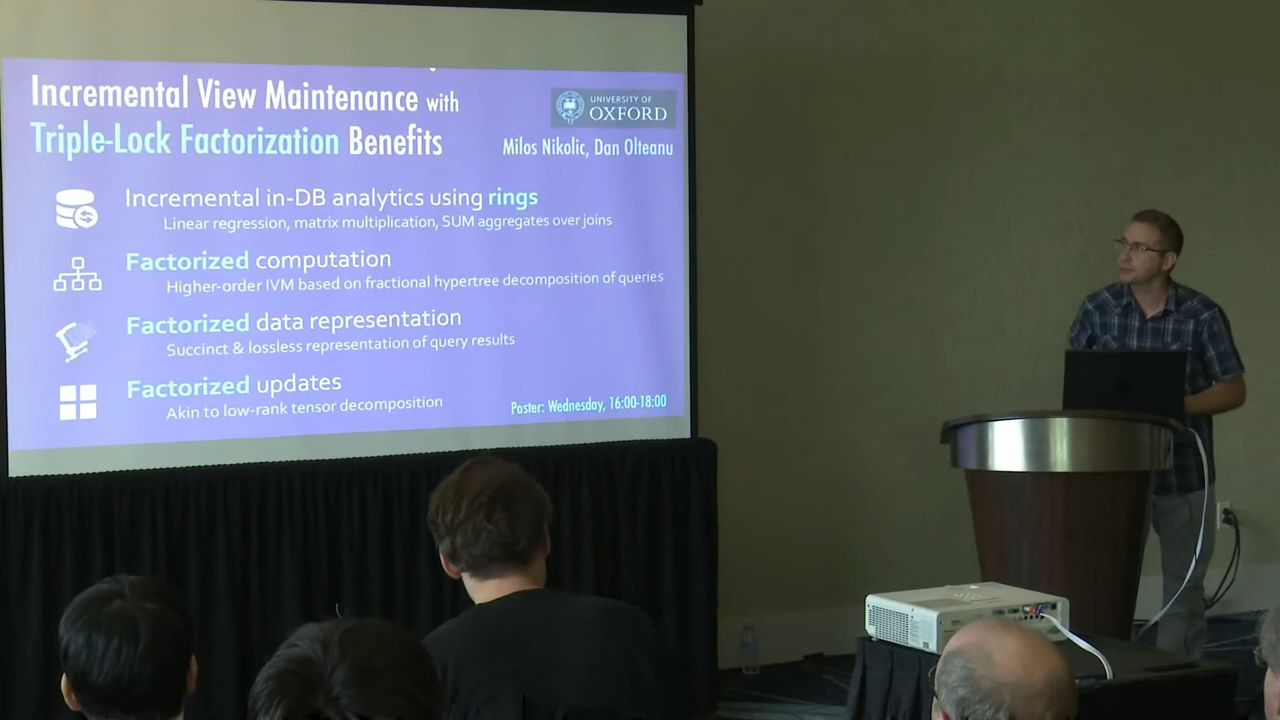 Incremental View Maintenance with
Triple-Lock Factorization Benefits
UNIVERSITY OF
OXFORD
Milos Nikolic, Dan Olteanu
Incremental in-DB analytics using rings
Linear regression, matrix multiplication, SUM aggregates over joins
Factorized computation
Higher-order IVM based on fractional hypertree decomposition of queries
Factorized data representation
Succinct & lossless representation of query results
Factorized updates
Akin to low-rank tensor decomposition
Poster: Wednesday, 16:00-18:00